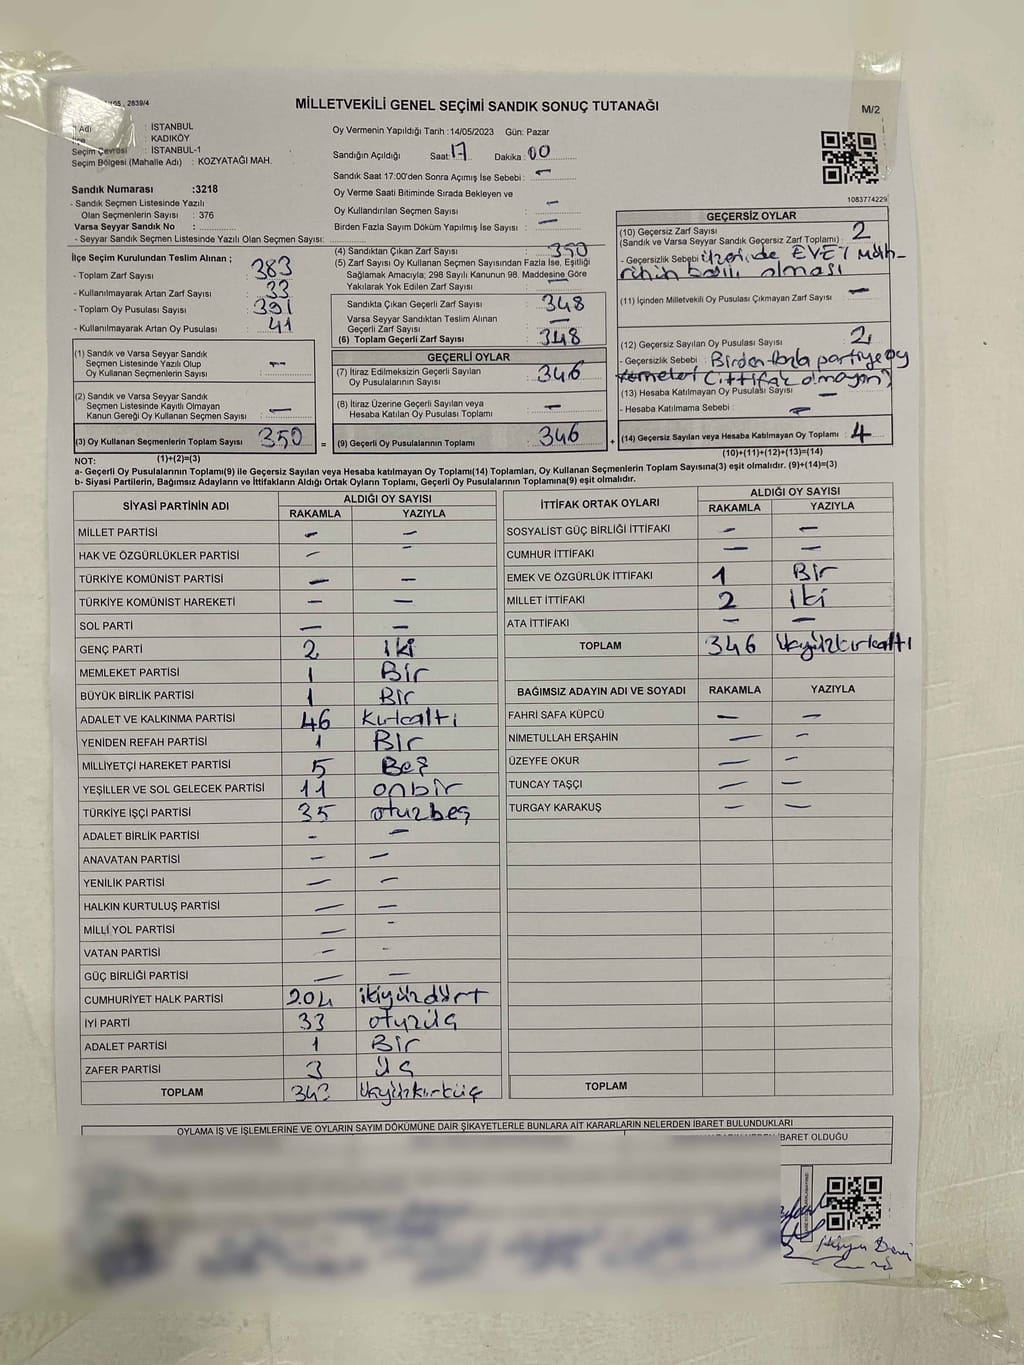 , 2839/4
MİLLETVEKİLİ GENEL SEÇİMİ SANDIK SONUÇ TUTANAĞI
M/2
Adı : İSTANBUL
: KADIKÖY
Seçim Çevresi : İSTANBUL-1
Seçim Bölgesi (Mahalle Adı) : KOZYATAĞI MAH.
Sandık Numarası :3218
- Sandık Seçmen Listesinde Yazılı
Olan Seçmenlerin Sayısı : 376
Varsa Seyyar Sandık No :
- Seyyar Sandık Seçmen Listesinde Yazılı Olan Seçmen Sayısı:
Oy Vermenin Yapıldığı Tarih :14/05/2023 Gün: Pazar
Sandığın Açıldığı Saat: 17 Dakika : 00
Sandık Saat 17:00'den Sonra Açılmış İse Sebebi : —
Oy Verme Saati Bitiminde Sırada Bekleyen ve
Oy Kullandırılan Seçmen Sayısı —
Birden Fazla Sayım Döküm Yapılmış İse Sayısı : —
1083774229
İlçe Seçim Kurulundan Teslim Alınan ;
- Toplam Zarf Sayısı : 383
- Kullanılmayarak Artan Zarf Sayısı : 33
- Toplam Oy Pusulası Sayısı : 391
- Kullanılmayarak Artan Oy Pusulası : 41
(1) Sandık ve Varsa Seyyar Sandık
Seçmen Listesinde Yazılı Olup
Oy Kullanan Seçmenlerin Sayısı : —
(2) Sandık ve Varsa Seyyar Sandık
Seçmen Listesinde Kayıtlı Olmayan
Kanun Gereği Oy Kullanan Seçmen Sayısı : —
(3) Oy Kullanan Seçmenlerin Toplam Sayısı : 350 =
(4) Sandıktan Çıkan Zarf Sayısı : 350
(5) Zarf Sayısı Oy Kullanan Seçmen Sayısından Fazla İse, Eşitliği
Sağlamak Amacıyla; 298 Sayılı Kanunun 98. Maddesine Göre
Yakılarak Yok Edilen Zarf Sayısı : —
Sandıkta Çıkan Geçerli Zarf Sayısı : 348
Varsa Seyyar Sandıktan Teslim Alınan
Geçerli Zarf Sayısı : —
(6) Toplam Geçerli Zarf Sayısı : 348
GEÇERLİ OYLAR
(7) İtiraz Edilmeksizin Geçerli Sayılan
Oy Pusulalarının Sayısı : 346
(8) İtiraz Üzerine Geçerli Sayılan veya
Hesaba Katılan Oy Pusulası Toplamı : —
(9) Geçerli Oy Pusulalarının Toplamı : 346 +
GEÇERSİZ OYLAR
(10) Geçersiz Zarf Sayısı
(Sandık ve Varsa Seyyar Sandık Geçersiz Zarf Toplamı) : 2
- Geçersizlik Sebebi : üzerinde EVET müh-
rünün basılı olması
(11) İçinden Milletvekili Oy Pusulası Çıkmayan Zarf Sayısı : —
(12) Geçersiz Sayılan Oy Pusulası Sayısı : 2
- Geçersizlik Sebebi : Birden fazla partiye oy
(ittifak olmayan)
(13) Hesaba Katılmayan Oy Pusulası Sayısı : —
- Hesaba Katılmama Sebebi : —
(14) Geçersiz Sayılan veya Hesaba Katılmayan Oy Toplamı : 4
NOT: (1)+(2)=(3) (10)+(11)+(12)+(13)=(14)
a- Geçerli Oy Pusulalarının Toplamı(9) ile Geçersiz Sayılan veya Hesaba katılmayan Oy Toplamı(14) Toplamları, Oy Kullanan Seçmenlerin Toplam Sayısına(3) eşit olmalıdır. (9)+(14)=(3)
b- Siyasi Partilerin, Bağımsız Adayların ve İttifakların Aldığı Ortak Oyların Toplamı, Geçerli Oy Pusulalarının Toplamına(9) eşit olmalıdır.
SİYASİ PARTİNİN ADI ALDIĞI OY SAYISI
RAKAMLA YAZIYLA
MİLLET PARTİSİ — —
HAK VE ÖZGÜRLÜKLER PARTİSİ — —
TÜRKİYE KOMÜNİST PARTİSİ — —
TÜRKİYE KOMÜNİST HAREKETİ — —
SOL PARTİ — —
GENÇ PARTİ 2 iki
MEMLEKET PARTİSİ 1 Bir
BÜYÜK BİRLİK PARTİSİ 1 Bir
ADALET VE KALKINMA PARTİSİ 46 kırkaltı
YENİDEN REFAH PARTİSİ 1 Bir
MİLLİYETÇİ HAREKET PARTİSİ 5 Beş
YEŞİLLER VE SOL GELECEK PARTİSİ 11 onbir
TÜRKİYE İŞÇİ PARTİSİ 35 otuzbeş
ADALET BİRLİK PARTİSİ — —
ANAVATAN PARTİSİ — —
YENİLİK PARTİSİ — —
HALKIN KURTULUŞ PARTİSİ — —
MİLLİ YOL PARTİSİ — —
VATAN PARTİSİ — —
GÜÇ BİRLİĞİ PARTİSİ — —
CUMHURİYET HALK PARTİSİ 204 ikiyüzdört
İYİ PARTİ 33 otuzüç
ADALET PARTİSİ 1 Bir
ZAFER PARTİSİ 3 üç
TOPLAM 343 üçyüzkırküç
İTTİFAK ORTAK OYLARI ALDIĞI OY SAYISI
RAKAMLA YAZIYLA
SOSYALİST GÜÇ BİRLİĞİ İTTİFAKI — —
CUMHUR İTTİFAKI — —
EMEK VE ÖZGÜRLÜK İTTİFAKI 1 Bir
MİLLET İTTİFAKI 2 iki
ATA İTTİFAKI — —
TOPLAM 346 üçyüzkırkaltı
BAĞIMSIZ ADAYIN ADI VE SOYADI RAKAMLA YAZIYLA
FAHRİ SAFA KÜPCÜ — —
NİMETULLAH ERŞAHİN — —
ÜZEYFE OKUR — —
TUNCAY TAŞÇI — —
TURGAY KARAKUŞ — —
TOPLAM
OYLAMA İŞ VE İŞLEMLERİNE VE OYLARIN SAYIM DÖKÜMÜNE DAİR ŞİKAYETLERLE BUNLARA AİT KARARLARIN NELERDEN İBARET BULUNDUKLARI
İBARET OLDUĞU